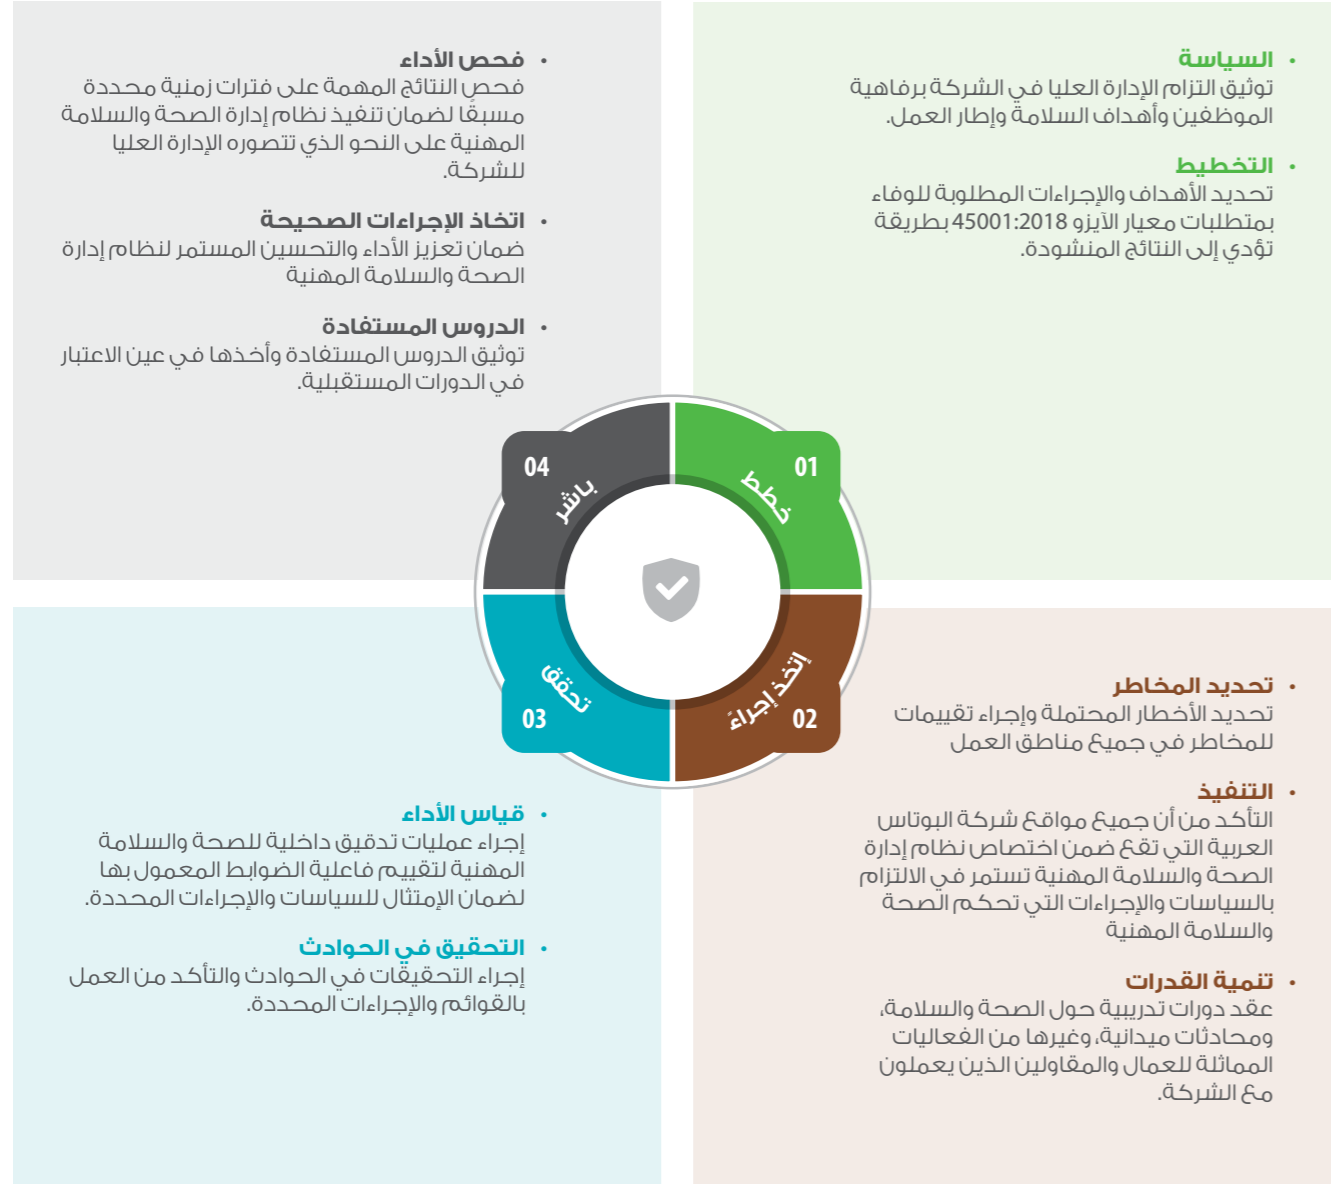 • السياسة
توثيق التزام الإدارة العليا في الشركة برفاهية
الموظفين وأهداف السلامة وإطار العمل.
• التخطيط
تحديد الأهداف والإجراءات المطلوبة للوفاء
بمتطلبات معيار الآيزو 45001:2018 بطريقة
تؤدي إلى النتائج المنشودة.
• فحص الأداء
فحص النتائج المهمة على فترات زمنية محددة
مسبقًا لضمان تنفيذ نظام إدارة الصحة والسلامة
المهنية على النحو الذي تتصوره الإدارة العليا
للشركة.
• اتخاذ الإجراءات الصحيحة
ضمان تعزيز الأداء والتحسين المستمر لنظام إدارة
الصحة والسلامة المهنية
• الدروس المستفادة
توثيق الدروس المستفادة وأخذها في عين الاعتبار
في الدورات المستقبلية.
01
خطط
04
باشر
02
إتخذ إجراءً
03
تحقق
• تحديد المخاطر
تحديد الأخطار المحتملة وإجراء تقييمات
للمخاطر في جميع مناطق العمل
• التنفيذ
التأكد من أن جميع مواقع شركة البوتاس
العربية التي تقع ضمن اختصاص نظام إدارة
الصحة والسلامة المهنية تستمر في الالتزام
بالسياسات والإجراءات التي تحكم الصحة
والسلامة المهنية
• تنمية القدرات
عقد دورات تدريبية حول الصحة والسلامة،
ومحادثات ميدانية، وغيرها من الفعاليات
المماثلة للعمال والمقاولين الذين يعملون
مع الشركة.
• قياس الأداء
إجراء عمليات تدقيق داخلية للصحة والسلامة
المهنية لتقييم فاعلية الضوابط المعمول بها
لضمان الإمتثال للسياسات والإجراءات المحددة.
• التحقيق في الحوادث
إجراء التحقيقات في الحوادث والتأكد من العمل
بالقوائم والإجراءات المحددة.